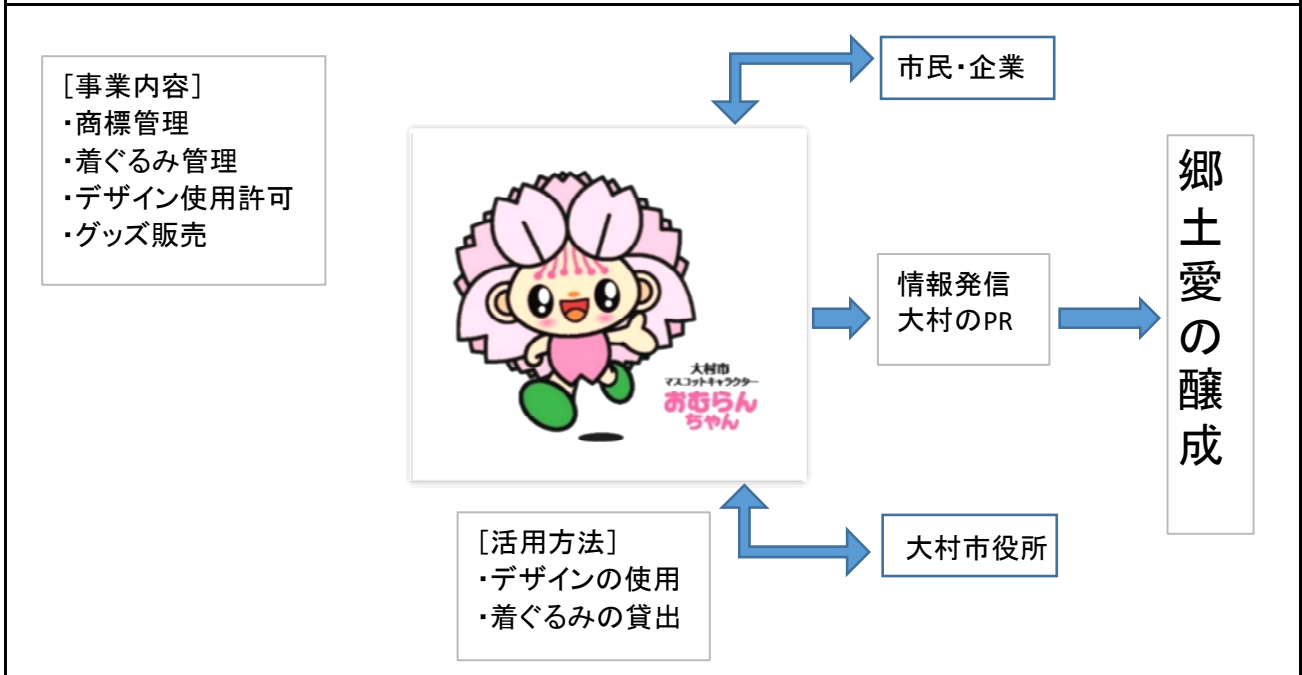 [事業内容]
・商標管理
・着ぐるみ管理
・デザイン使用許可
・グッズ販売
市民・企業
大村市
マスコットキャラクター
おむらん
ちゃん
情報発信
大村のPR
郷土愛の醸成
[活用方法]
・デザインの使用
・着ぐるみの貸出
大村市役所